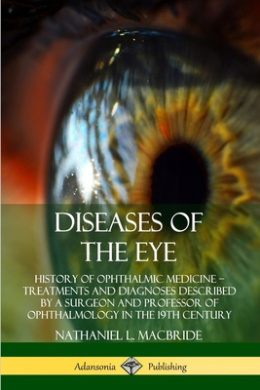 DISEASES OF
THE EYE
HISTORY OF OPHTHALMIC MEDICINE –
TREATMENTS AND DIAGNOSES DESCRIBED
BY A SURGEON AND PROFESSOR OF
OPHTHALMOLOGY IN THE 19TH CENTURY
NATHANIEL L. MACBRIDE
Adansonia Publishing